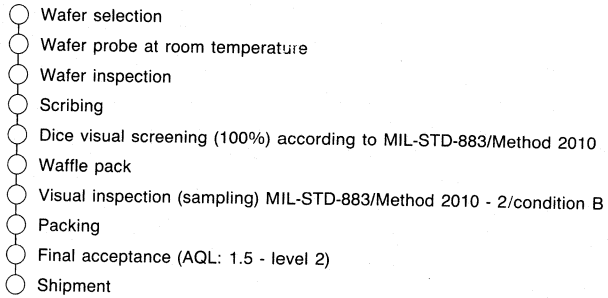 Wafer selection
Wafer probe at room temperature
Wafer inspection
Scribing
Dice visual screening (100%) according to MIL-STD-883/Method 2010
Waffle pack
Visual inspection (sampling) MIL-STD-883/Method 2010 - 2/condition B
Packing
Final acceptance (AQL: 1.5 - level 2)
Shipment